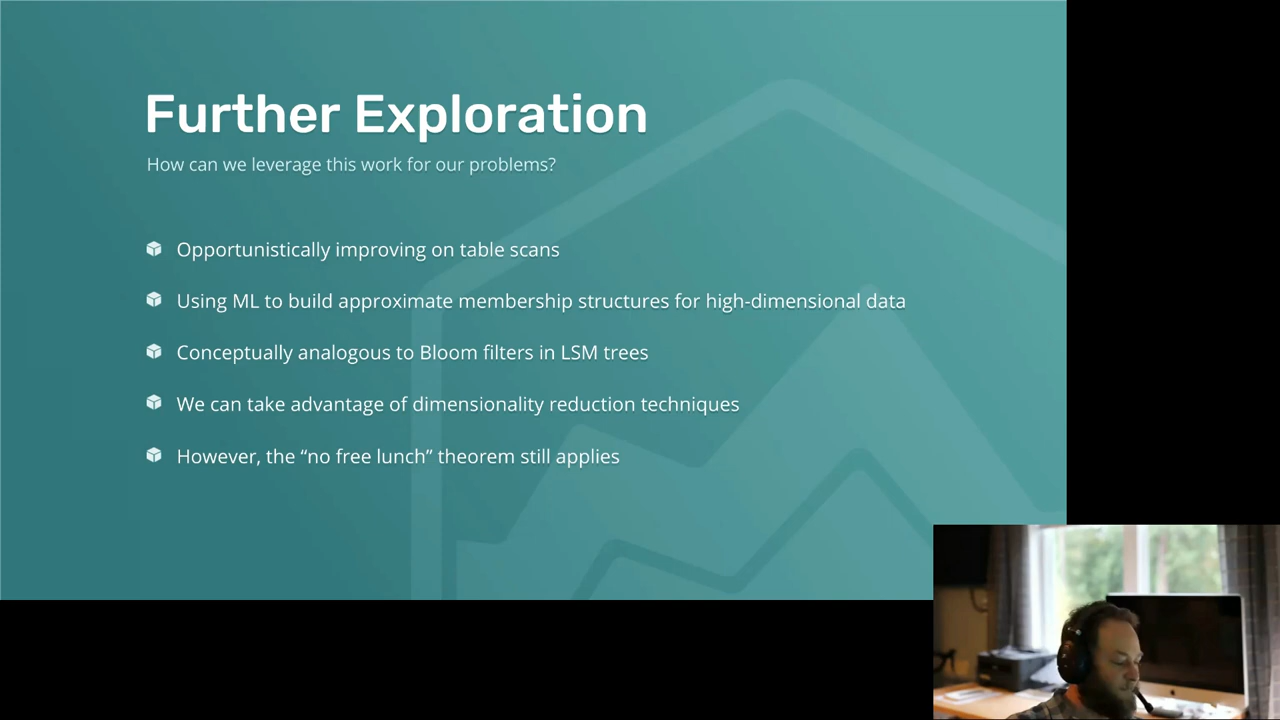 Further Exploration
How can we leverage this work for our problems?
Opportunistically improving on table scans
Using ML to build approximate membership structures for high-dimensional data
Conceptually analogous to Bloom filters in LSM trees
We can take advantage of dimensionality reduction techniques
However, the “no free lunch” theorem still applies